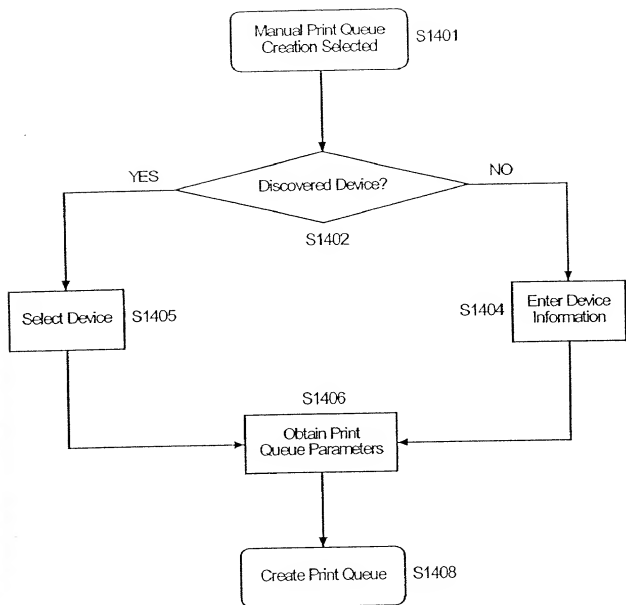 Manual Print Queue
Creation Selected
S1401
YES
Discovered Device?
NO
S1402
Select Device
S1405
S1404
Enter Device
Information
S1406
Obtain Print
Queue Parameters
Create Print Queue
S1408